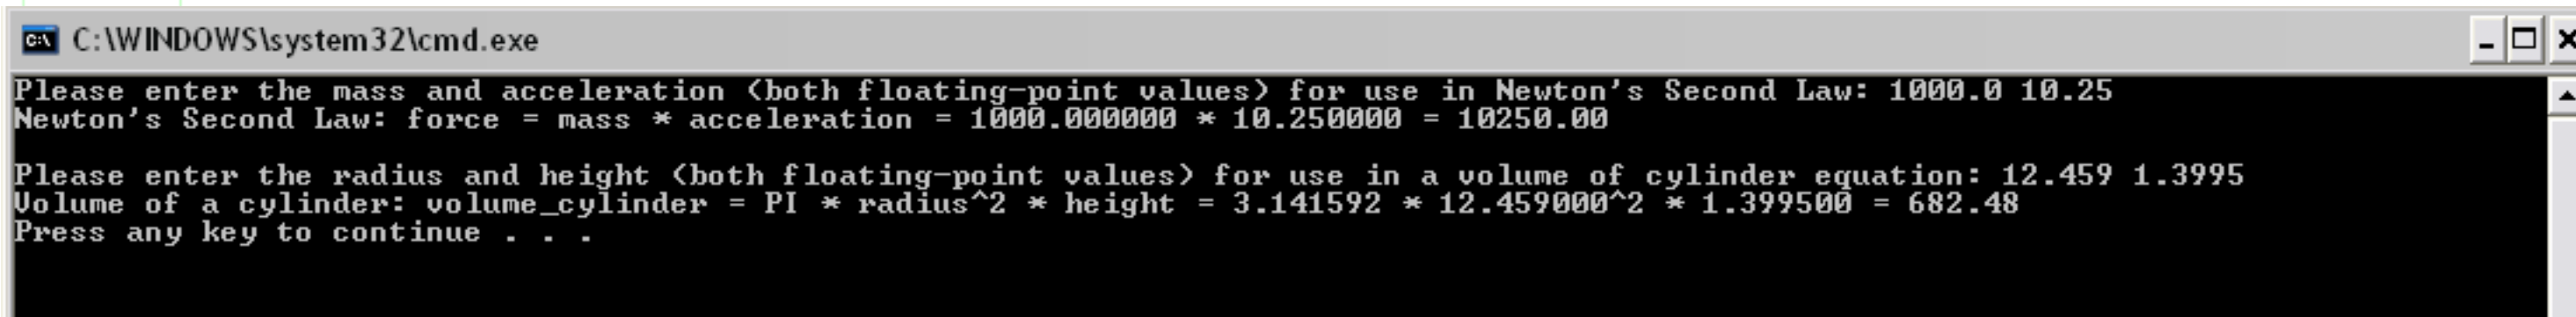 C:\WINDOWS\system32\cmd.exe
Please enter the mass and acceleration (both floating-point values) for use in Newton's Second Law: 1000.0 10.25
Newton's Second Law: force = mass * acceleration = 1000.000000 * 10.250000 = 10250.00
Please enter the radius and height (both floating-point values) for use in a volume of cylinder equation: 12.459 1.3995
Volume of a cylinder: volume_cylinder = PI * radius^2 * height = 3.141592 * 12.459000^2 * 1.399500 = 682.48
Press any key to continue . . .